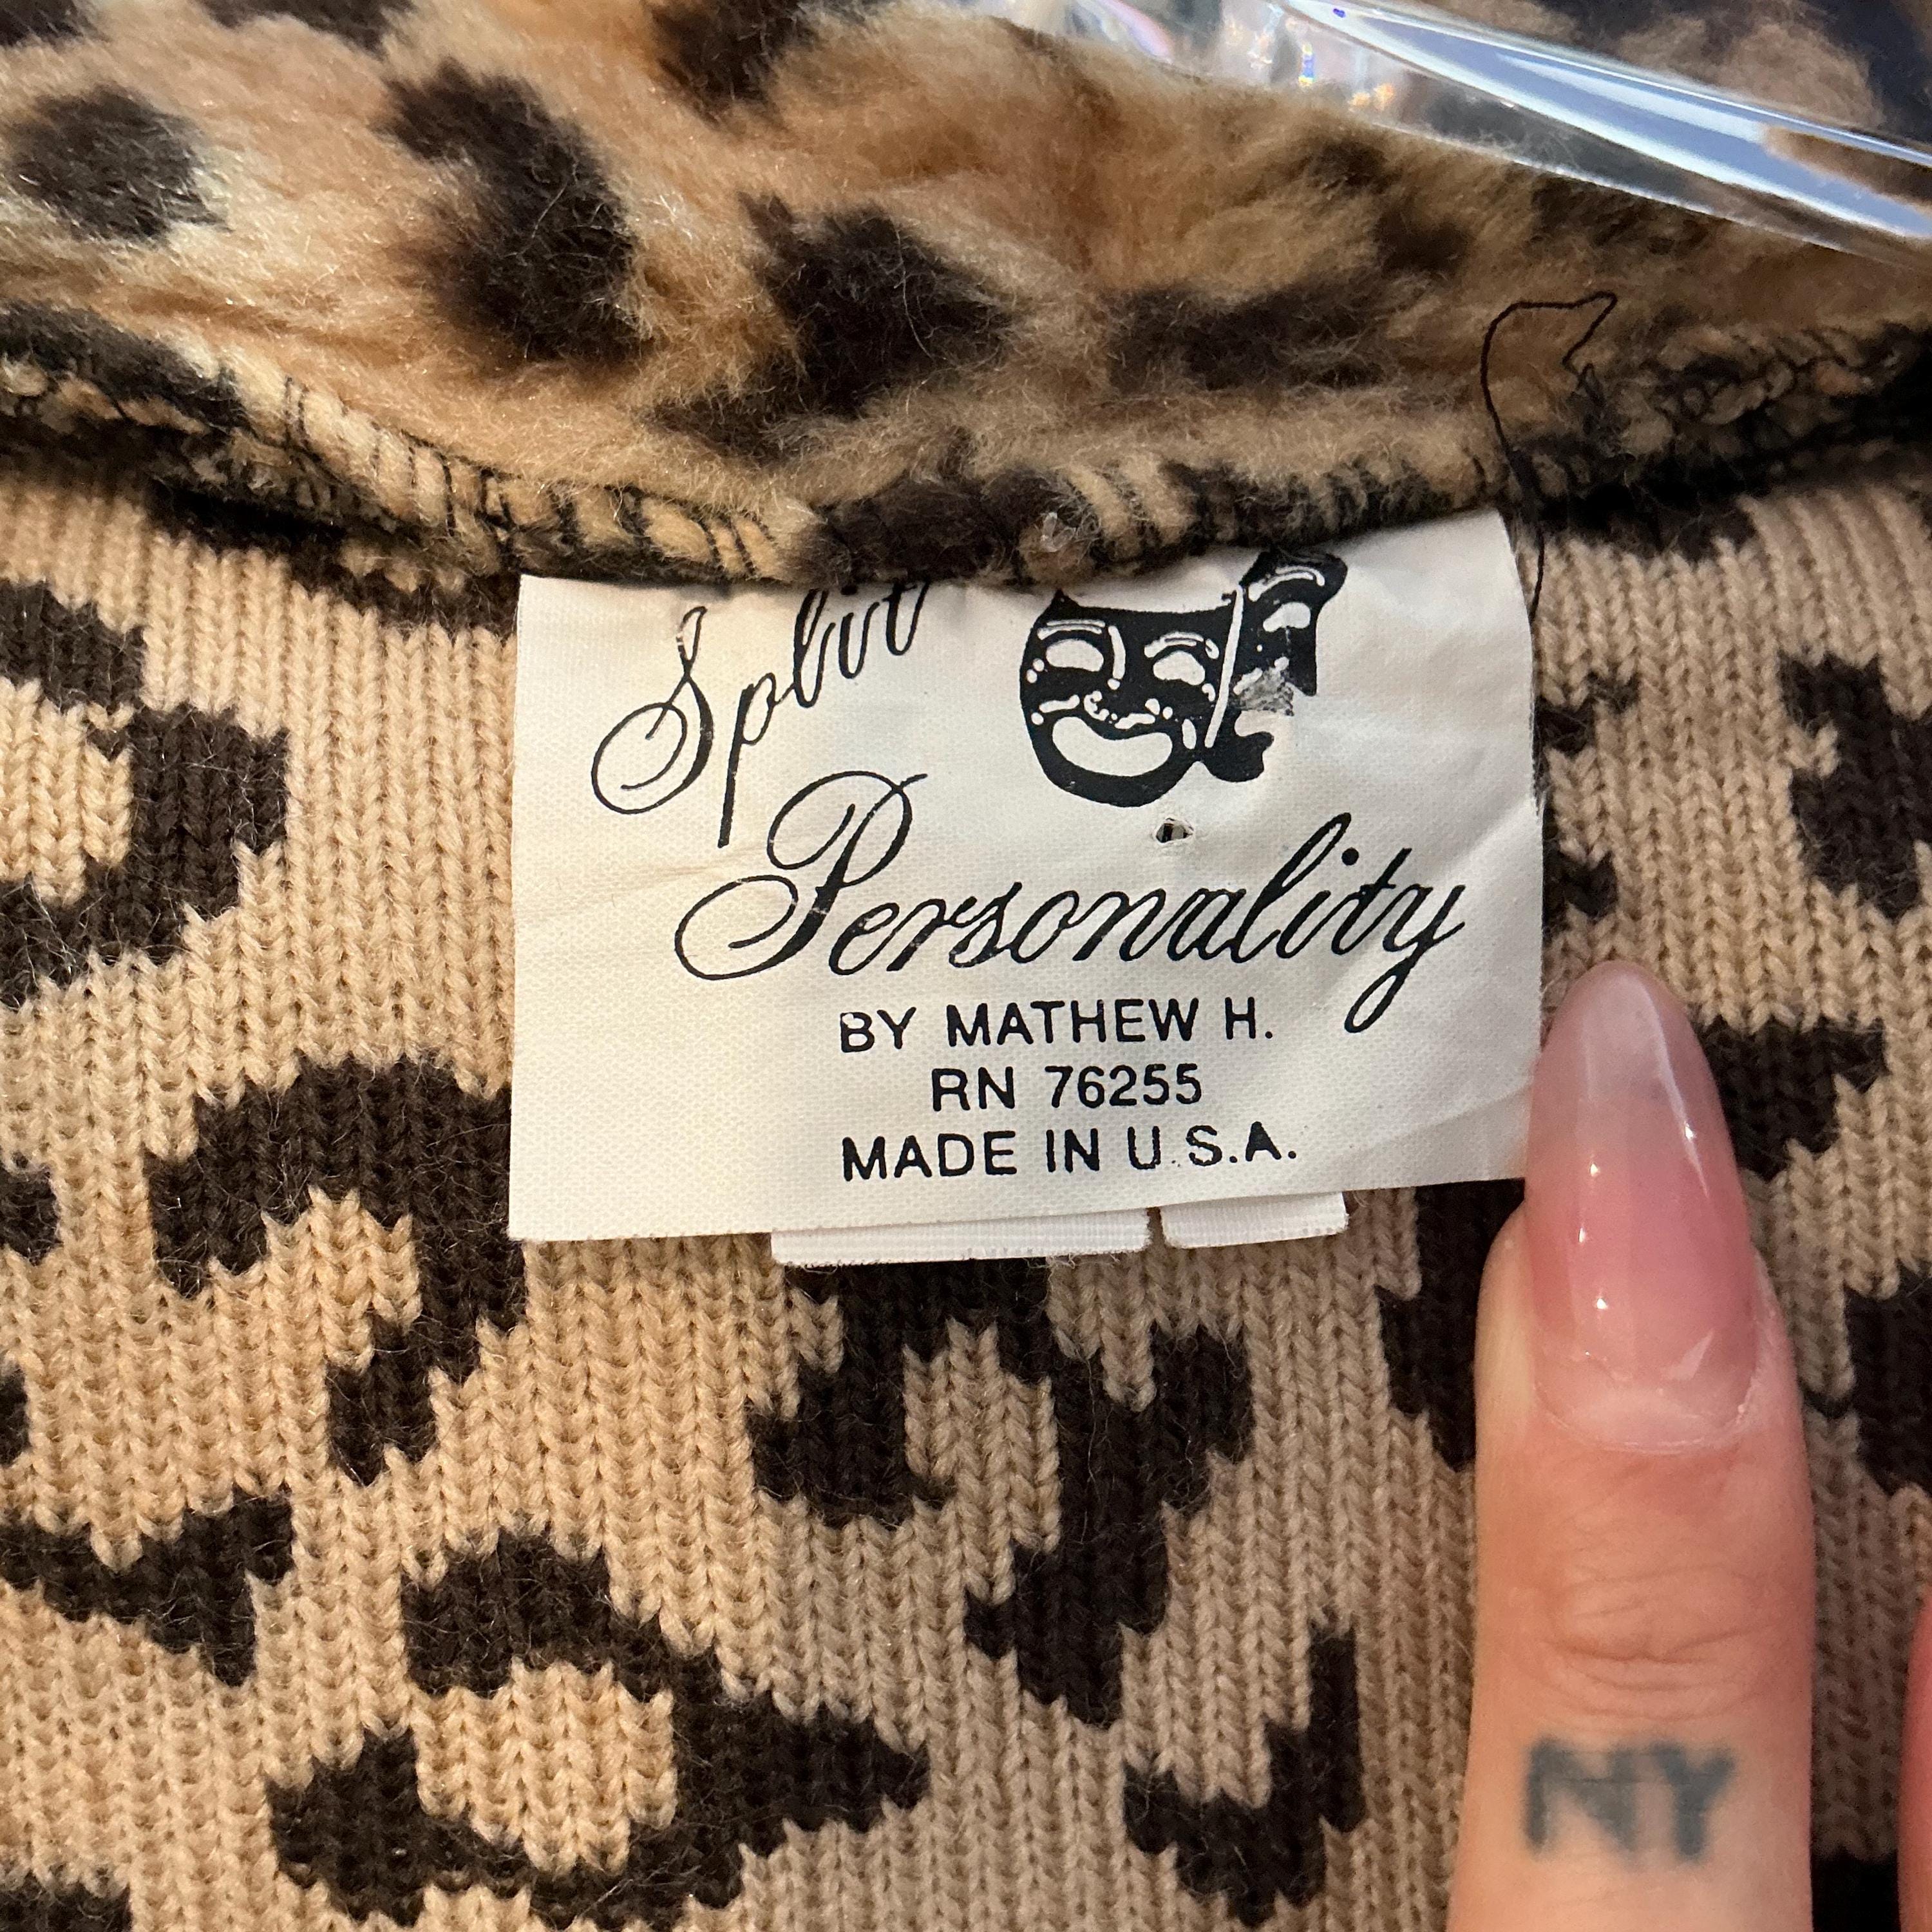 Split
Personality
BY MATHEW H.
RN 76255
MADE IN U.S.A.
NY